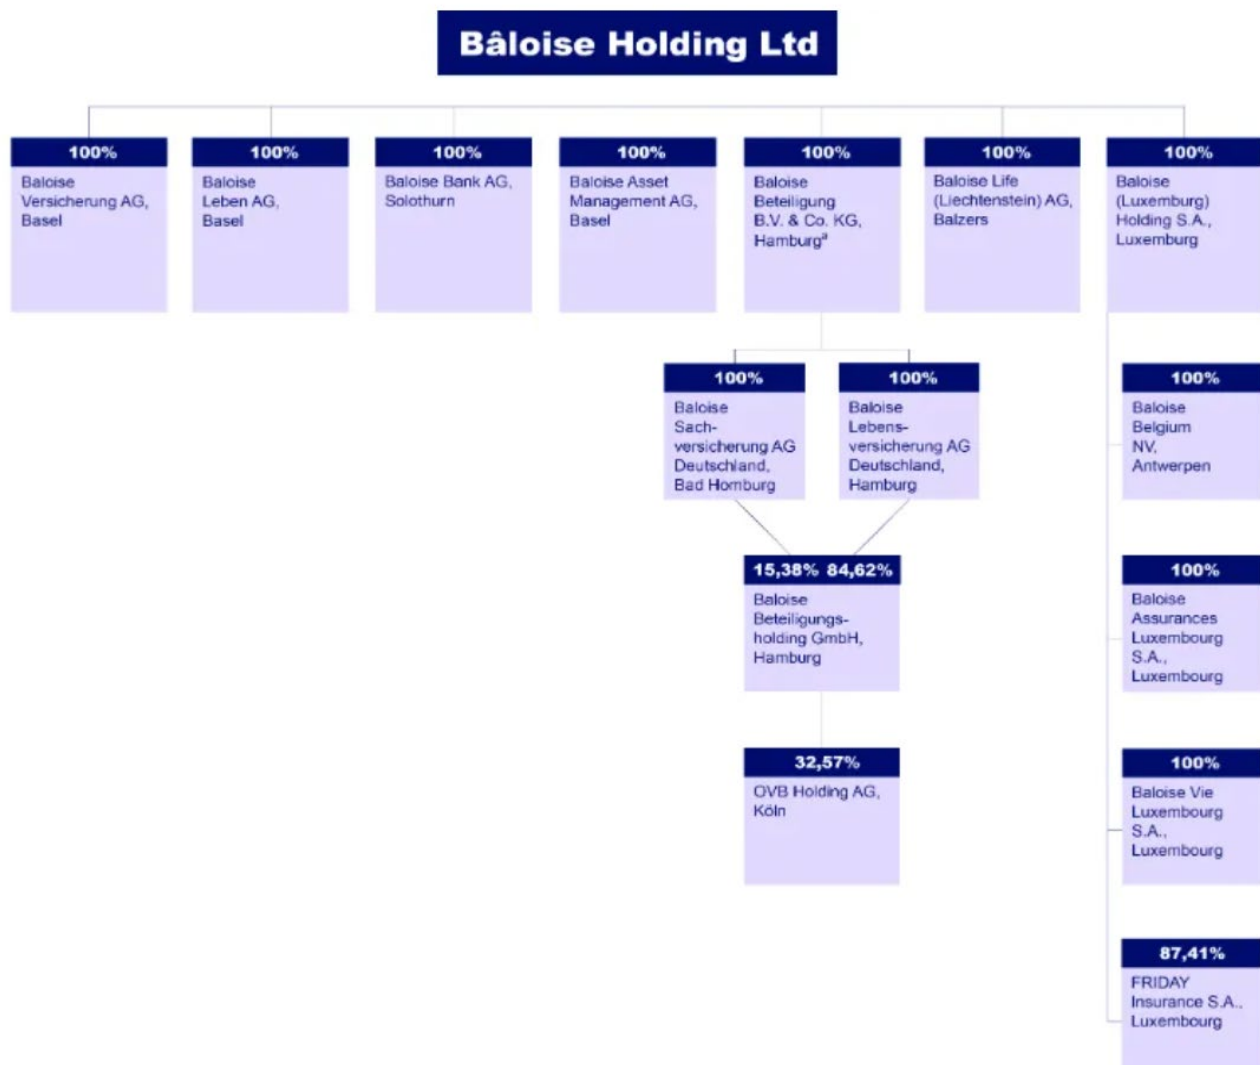 Bâloise Holding Ltd
100%
Baloise
Versicherung AG,
Basel
100%
Baloise
Leben AG,
Basel
100%
Baloise Bank AG,
Solothurn
100%
Baloise Asset
Management AG,
Basel
100%
Baloise
Beteiligung
B.V. & Co. KG,
Hamburgª
100%
Baloise Life
(Liechtenstein) AG,
Balzers
100%
Baloise
(Luxemburg)
Holding S.A.,
Luxemburg
100%
Baloise
Sach-
versicherung AG
Deutschland,
Bad Homburg
100%
Baloise
Lebens-
versicherung AG
Deutschland,
Hamburg
100%
Baloise
Belgium
NV,
Antwerpen
15,38% 84,62%
Baloise
Beteiligungs-
holding GmbH,
Hamburg
100%
Baloise
Assurances
Luxembourg
S.A.,
Luxembourg
32,57%
OVB Holding AG,
Köln
100%
Baloise Vie
Luxembourg
S.A.,
Luxembourg
87,41%
FRIDAY
Insurance S.A.,
Luxembourg